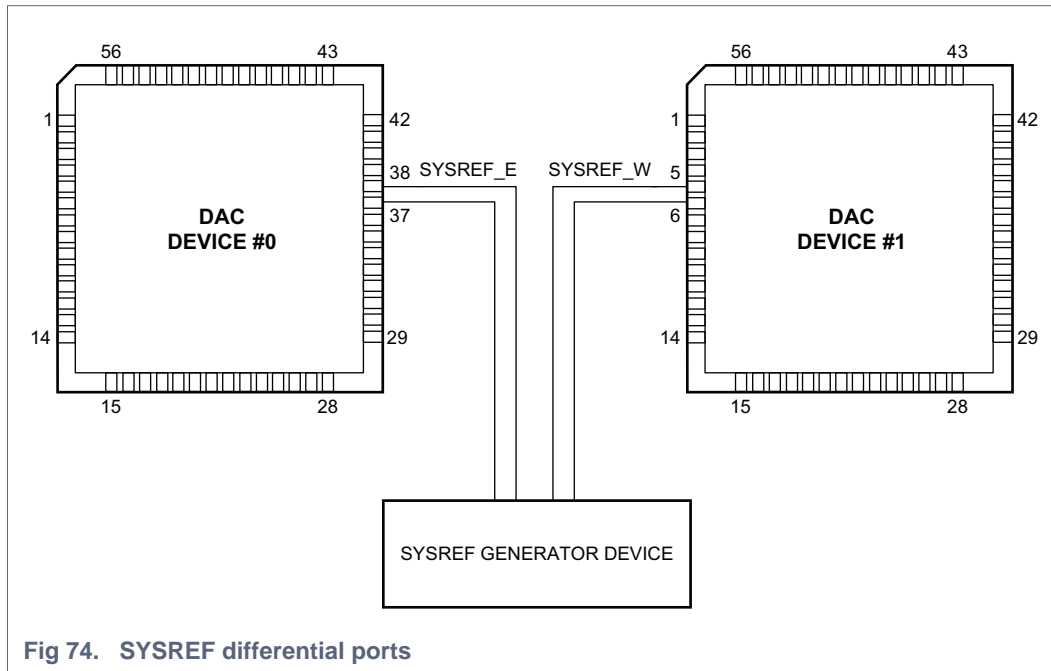 56 43 56 43
1 42 1 42
38 SYSREF_E SYSREF_W 5
37 6
DAC
DEVICE #0
DAC
DEVICE #1
14 29 14 29
15 28 15 28
SYSREF GENERATOR DEVICE
Fig 74. SYSREF differential ports